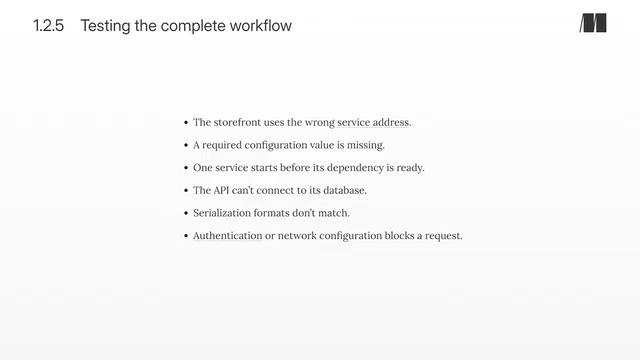 1.2.5 Testing the complete workflow
• The storefront uses the wrong service address.
• A required configuration value is missing.
• One service starts before its dependency is ready.
• The API can’t connect to its database.
• Serialization formats don’t match.
• Authentication or network configuration blocks a request.